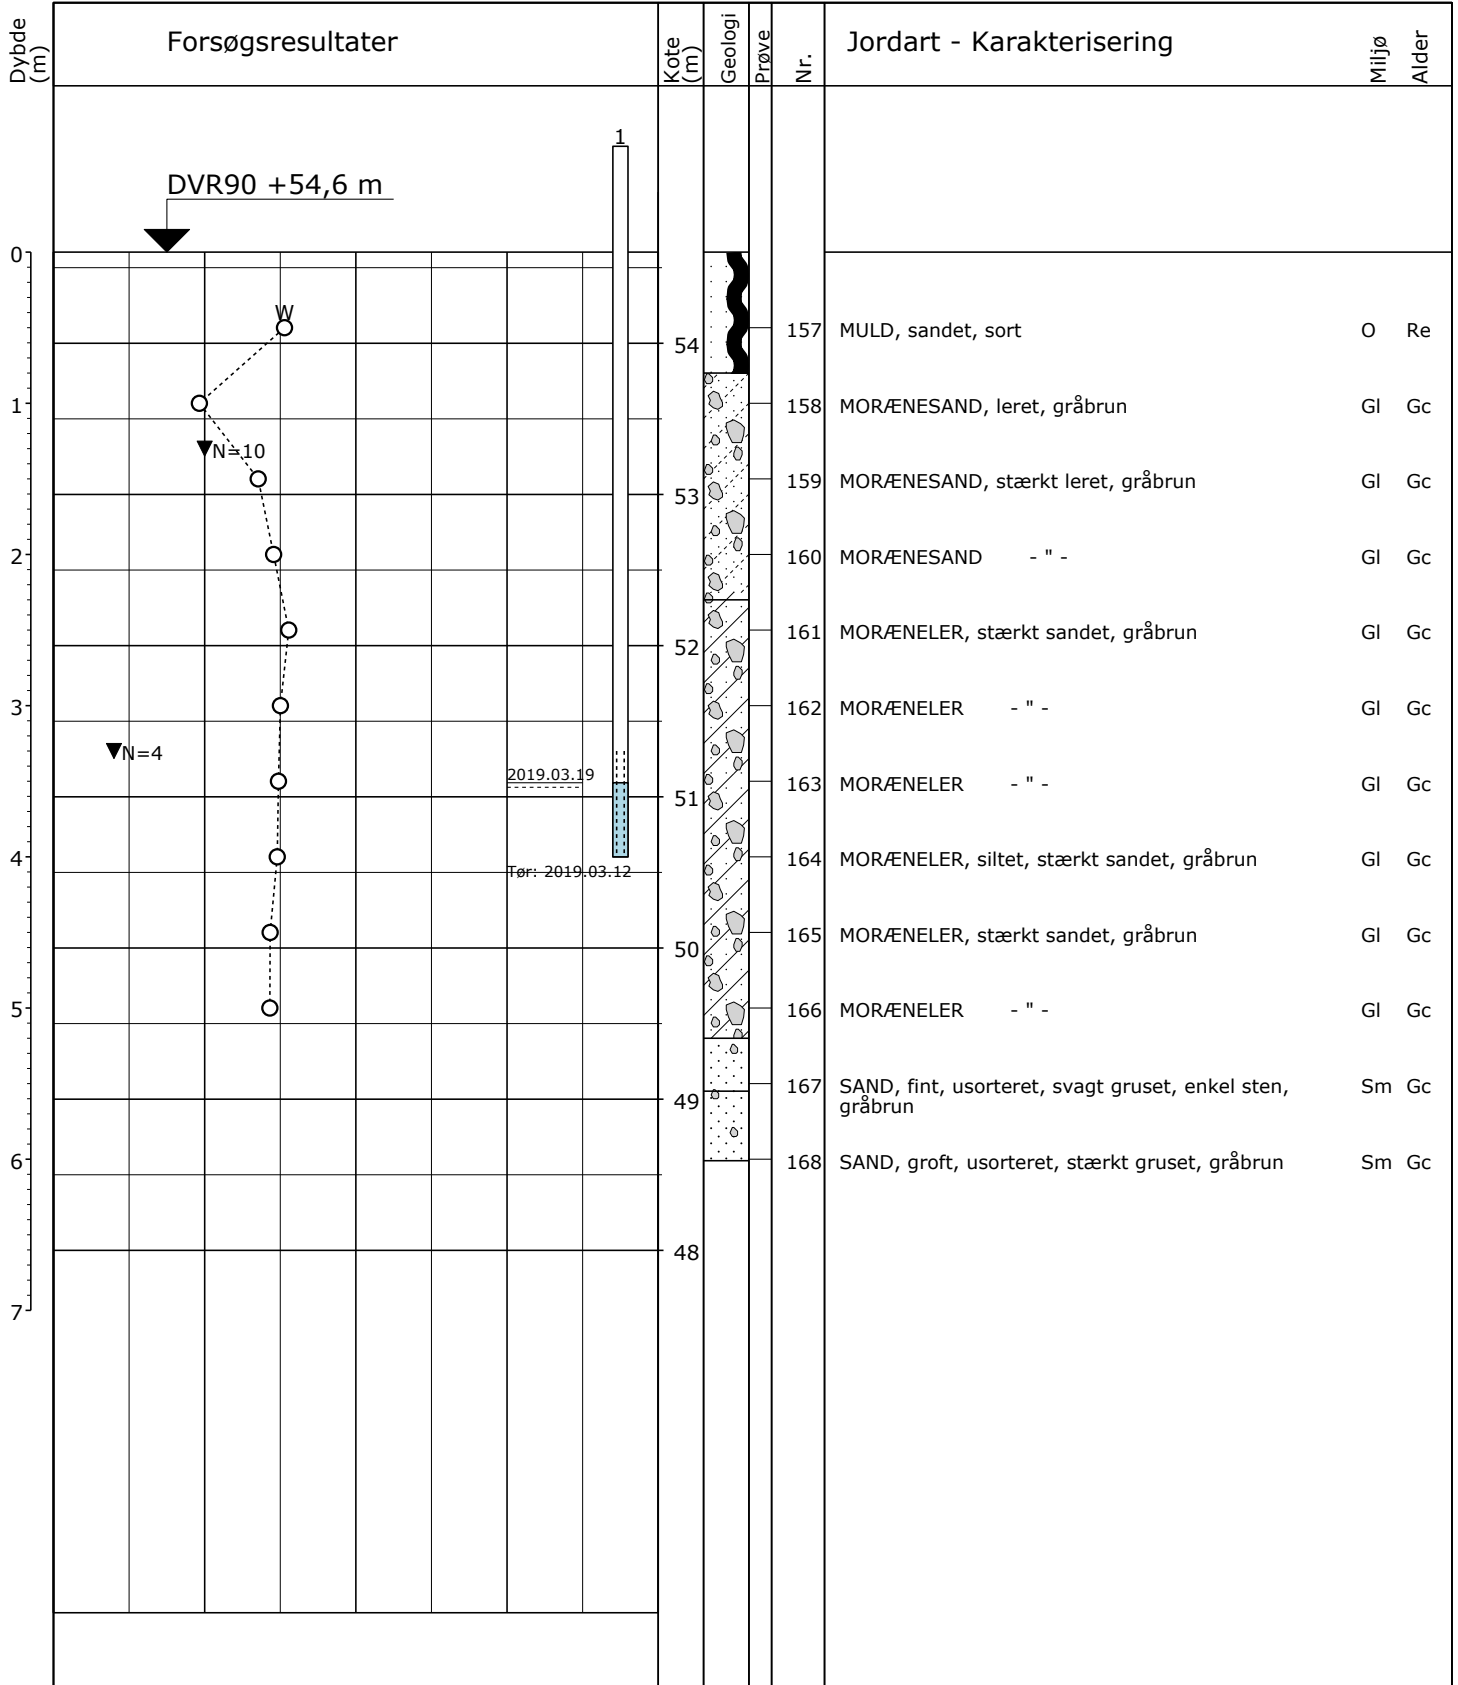 Dybde (m)
Forsøgsresultater
Kote (m)
Geologi
Prøve
Nr.
Jordart - Karakterisering
Miljø
Alder
1
DVR90 +54,6 m
0
W
157 MULD, sandet, sort O Re
54
1
158 MORÆNESAND, leret, gråbrun Gl Gc
N=10
159 MORÆNESAND, stærkt leret, gråbrun Gl Gc
53
2
160 MORÆNESAND - " - Gl Gc
161 MORÆNELER, stærkt sandet, gråbrun Gl Gc
52
3
162 MORÆNELER - " - Gl Gc
N=4
2019.03.19
163 MORÆNELER - " - Gl Gc
51
4
164 MORÆNELER, siltet, stærkt sandet, gråbrun Gl Gc
Tør: 2019.03.12
165 MORÆNELER, stærkt sandet, gråbrun Gl Gc
50
5
166 MORÆNELER - " - Gl Gc
167 SAND, fint, usorteret, svagt gruset, enkel sten, Sm Gc
gråbrun
49
6
168 SAND, groft, usorteret, stærkt gruset, gråbrun Sm Gc
48
7